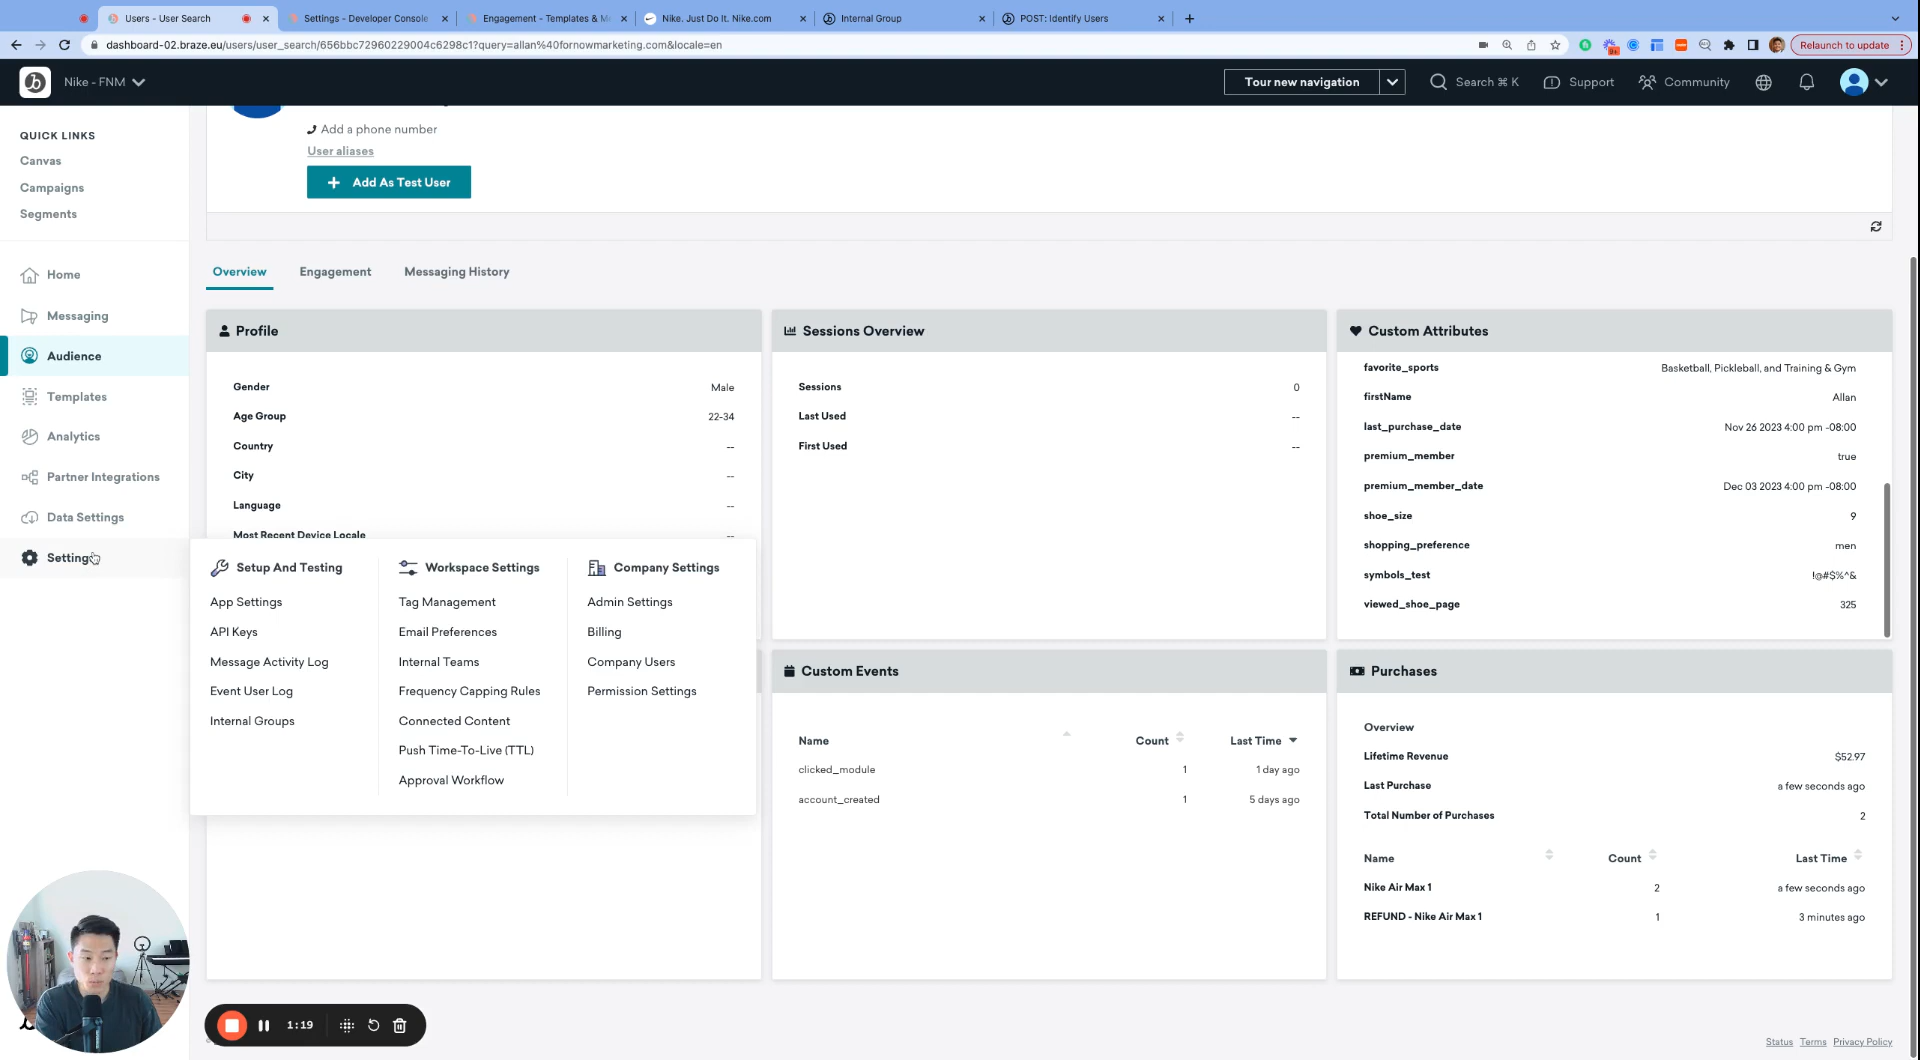 Users - User Search
Settings - Developer Console
Engagement - Templates & M
Nike. Just Do It. Nike.com
Internal Group
POST: Identify Users
dashboard-02.braze.eu/users/user_search/656bbc72960229004c6298c1?query=allan%40fornowmarketing.com&locale=en
Relaunch to update
Nike - FNM
Tour new navigation
Search ⌘ K
Support
Community
QUICK LINKS
Canvas
Campaigns
Segments
Home
Messaging
Audience
Templates
Analytics
Partner Integrations
Data Settings
Settings
Add a phone number
User aliases
+ Add As Test User
Overview
Engagement
Messaging History
Profile
Gender Male
Age Group 22-34
Country --
City --
Language --
Most Recent Device Locale --
Setup And Testing
App Settings
API Keys
Message Activity Log
Event User Log
Internal Groups
Workspace Settings
Tag Management
Email Preferences
Internal Teams
Frequency Capping Rules
Connected Content
Push Time-To-Live (TTL)
Approval Workflow
Company Settings
Admin Settings
Billing
Company Users
Permission Settings
Sessions Overview
Sessions 0
Last Used --
First Used --
Custom Attributes
favorite_sports Basketball, Pickleball, and Training & Gym
firstName Allan
last_purchase_date Nov 26 2023 4:00 pm -08:00
premium_member true
premium_member_date Dec 03 2023 4:00 pm -08:00
shoe_size 9
shopping_preference men
symbols_test !@#$%^&
viewed_shoe_page 325
Custom Events
Name Count Last Time
clicked_module 1 1 day ago
account_created 1 5 days ago
Purchases
Overview
Lifetime Revenue $52.97
Last Purchase a few seconds ago
Total Number of Purchases 2
Name Count Last Time
Nike Air Max 1 2 a few seconds ago
REFUND - Nike Air Max 1 1 3 minutes ago
1:19
Status Terms Privacy Policy